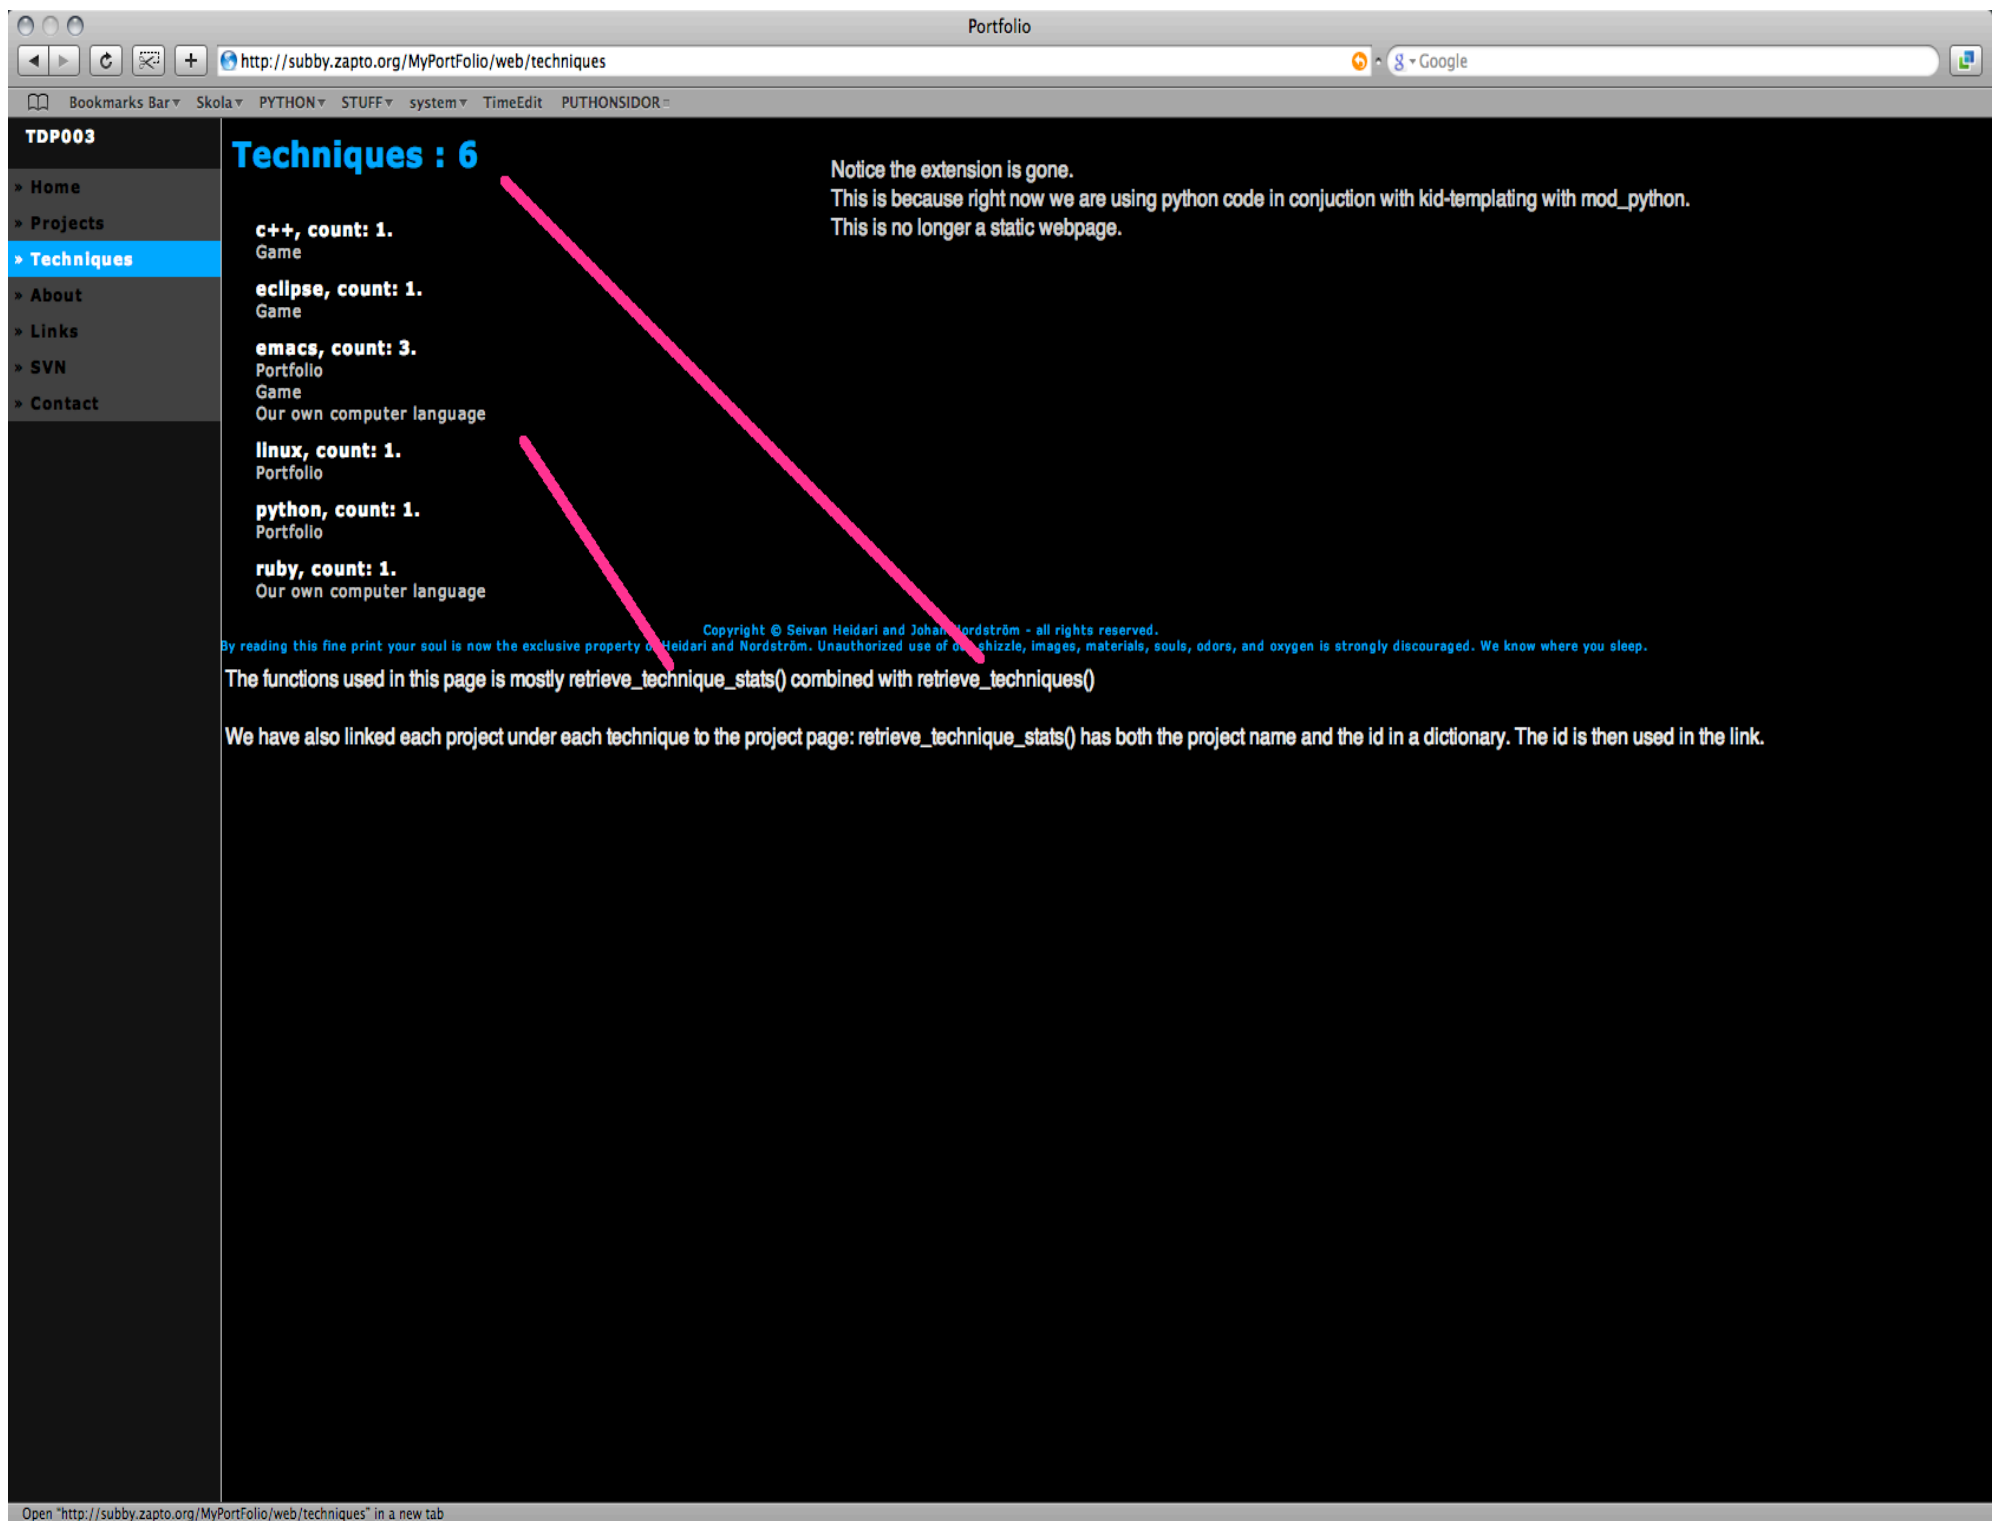 Portfolio
http://subby.zapto.org/MyPortFolio/web/techniques
Google
Bookmarks Bar Skola PYTHON STUFF system TimeEdit PUTHONSIDOR
TDP003
» Home
» Projects
» Techniques
» About
» Links
» SVN
» Contact
Techniques : 6
Notice the extension is gone.
This is because right now we are using python code in conjuction with kid-templating with mod_python.
This is no longer a static webpage.
c++, count: 1.
Game
eclipse, count: 1.
Game
emacs, count: 3.
Portfolio
Game
Our own computer language
linux, count: 1.
Portfolio
python, count: 1.
Portfolio
ruby, count: 1.
Our own computer language
Copyright © Seivan Heidari and Johan Nordström - all rights reserved.
By reading this fine print your soul is now the exclusive property of Heidari and Nordström. Unauthorized use of our shizzle, images, materials, souls, odors, and oxygen is strongly discouraged. We know where you sleep.
The functions used in this page is mostly retrieve_technique_stats() combined with retrieve_techniques()
We have also linked each project under each technique to the project page: retrieve_technique_stats() has both the project name and the id in a dictionary. The id is then used in the link.
Open "http://subby.zapto.org/MyPortFolio/web/techniques" in a new tab